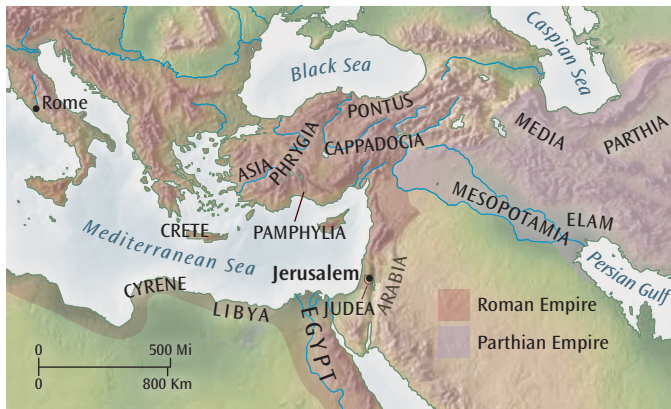 Caspian Sea
Black Sea
Rome
PONTUS
MEDIA
PARTHIA
PHRYGIA
ASIA
CAPPADOCIA
MESOPOTAMIA
ELAM
CRETE
PAMPHYLIA
Mediterranean Sea
Persian Gulf
Jerusalem
CYRENE
LIBYA
JUDEA
ARABIA
EGYPT
Roman Empire
Parthian Empire
0 500 Mi
0 800 Km